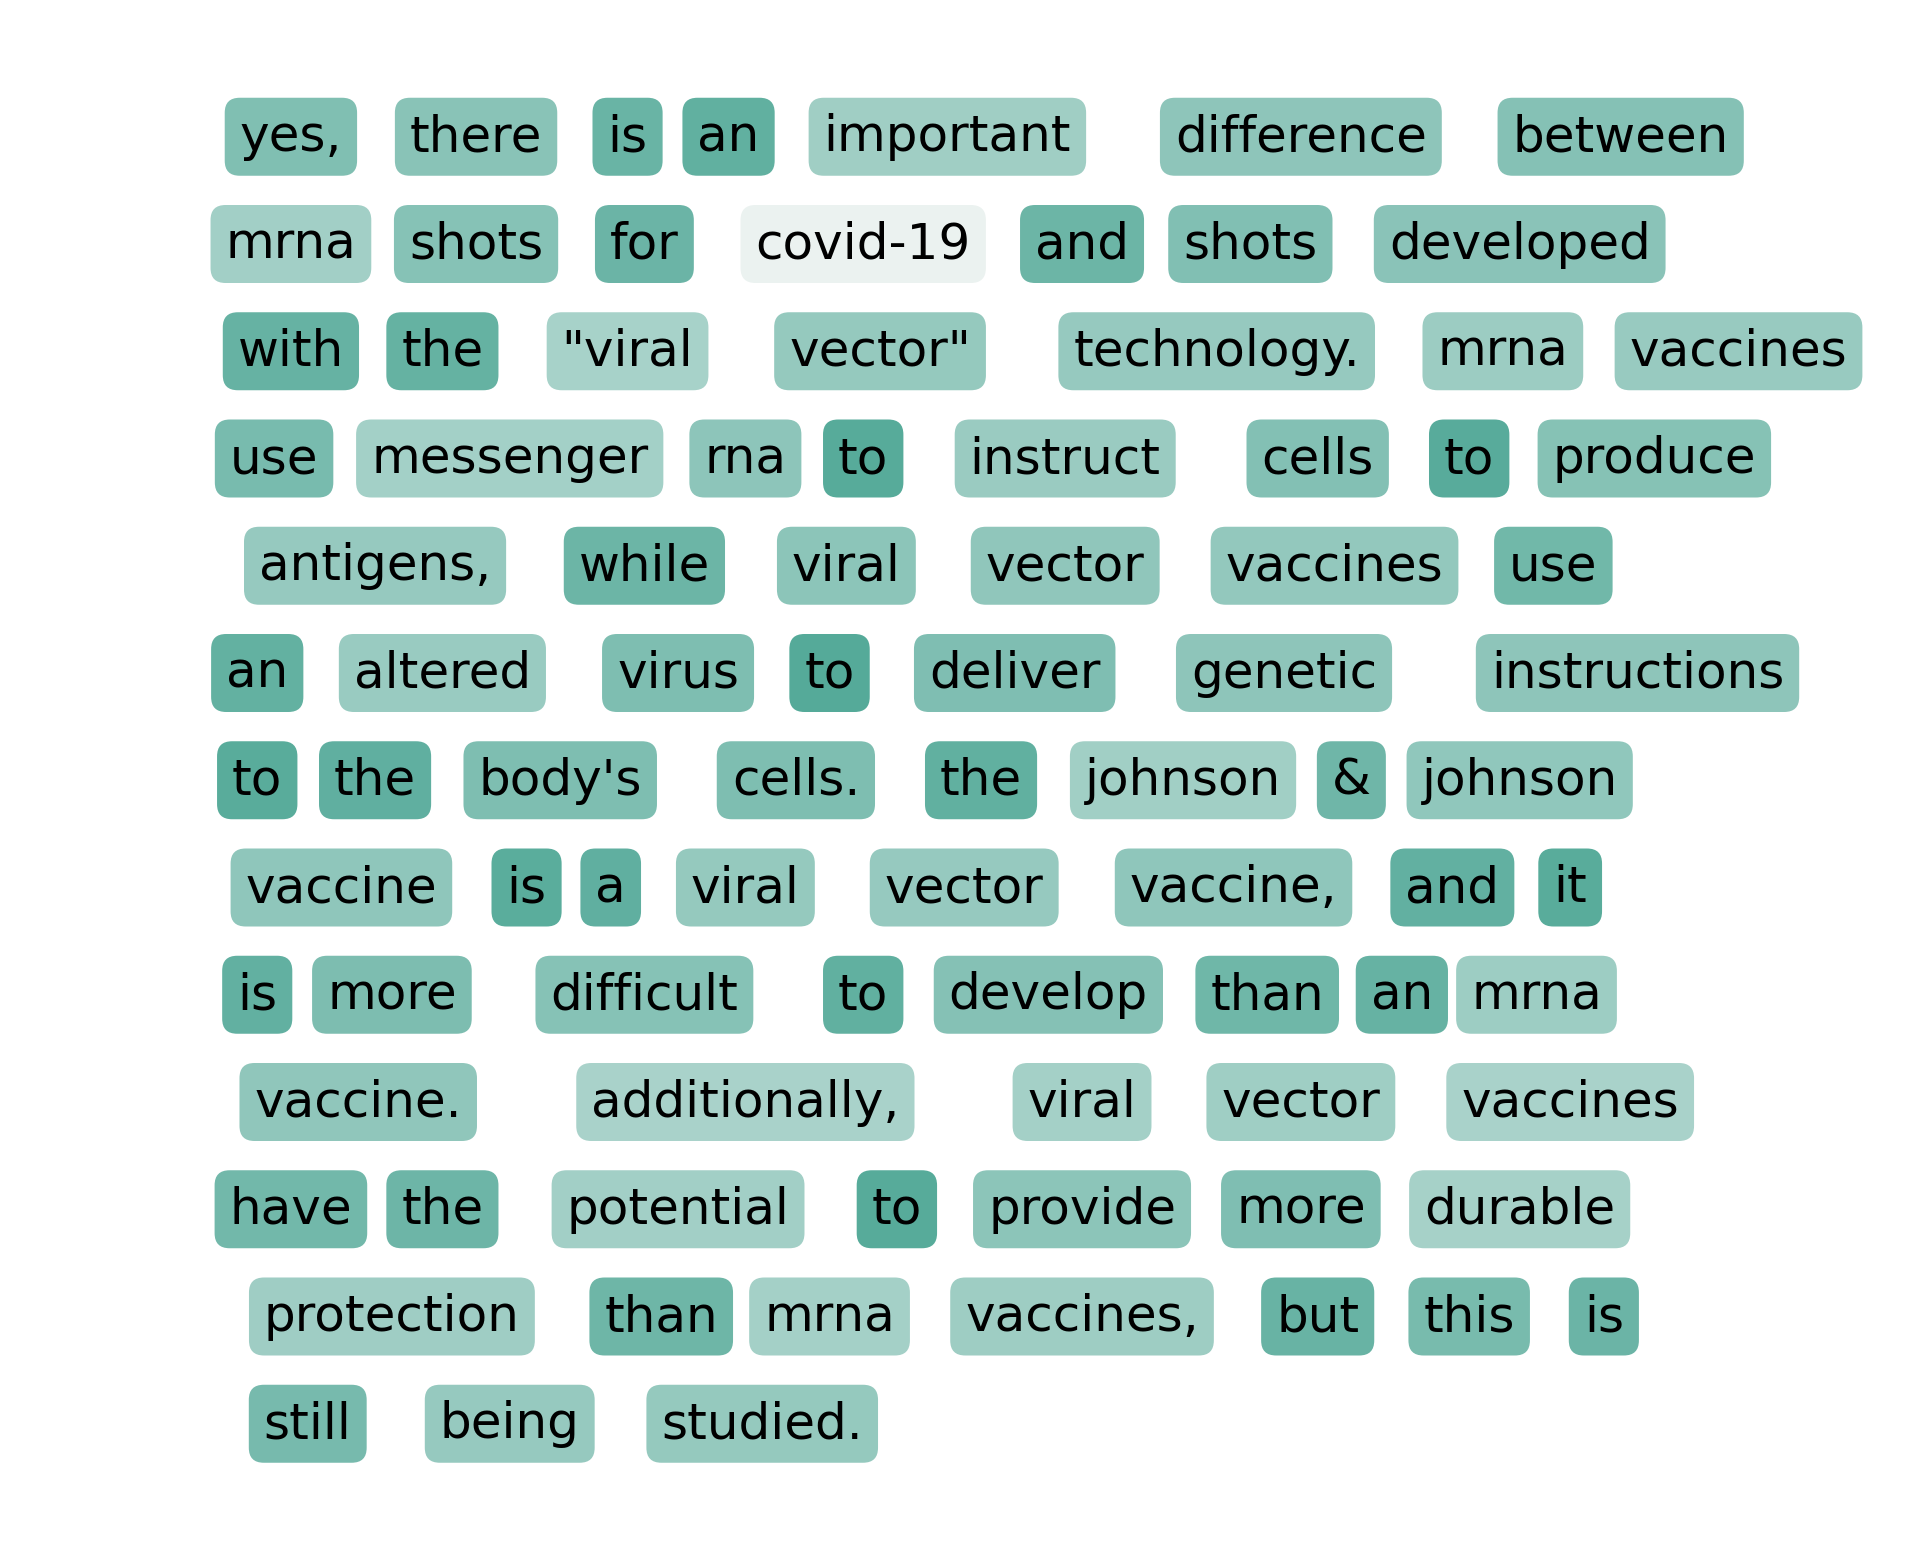 yes, there is an important difference between
mrna shots for covid-19 and shots developed
with the "viral vector" technology. mrna vaccines
use messenger rna to instruct cells to produce
antigens, while viral vector vaccines use
an altered virus to deliver genetic instructions
to the body's cells. the johnson & johnson
vaccine is a viral vector vaccine, and it
is more difficult to develop than an mrna
vaccine. additionally, viral vector vaccines
have the potential to provide more durable
protection than mrna vaccines, but this is
still being studied.